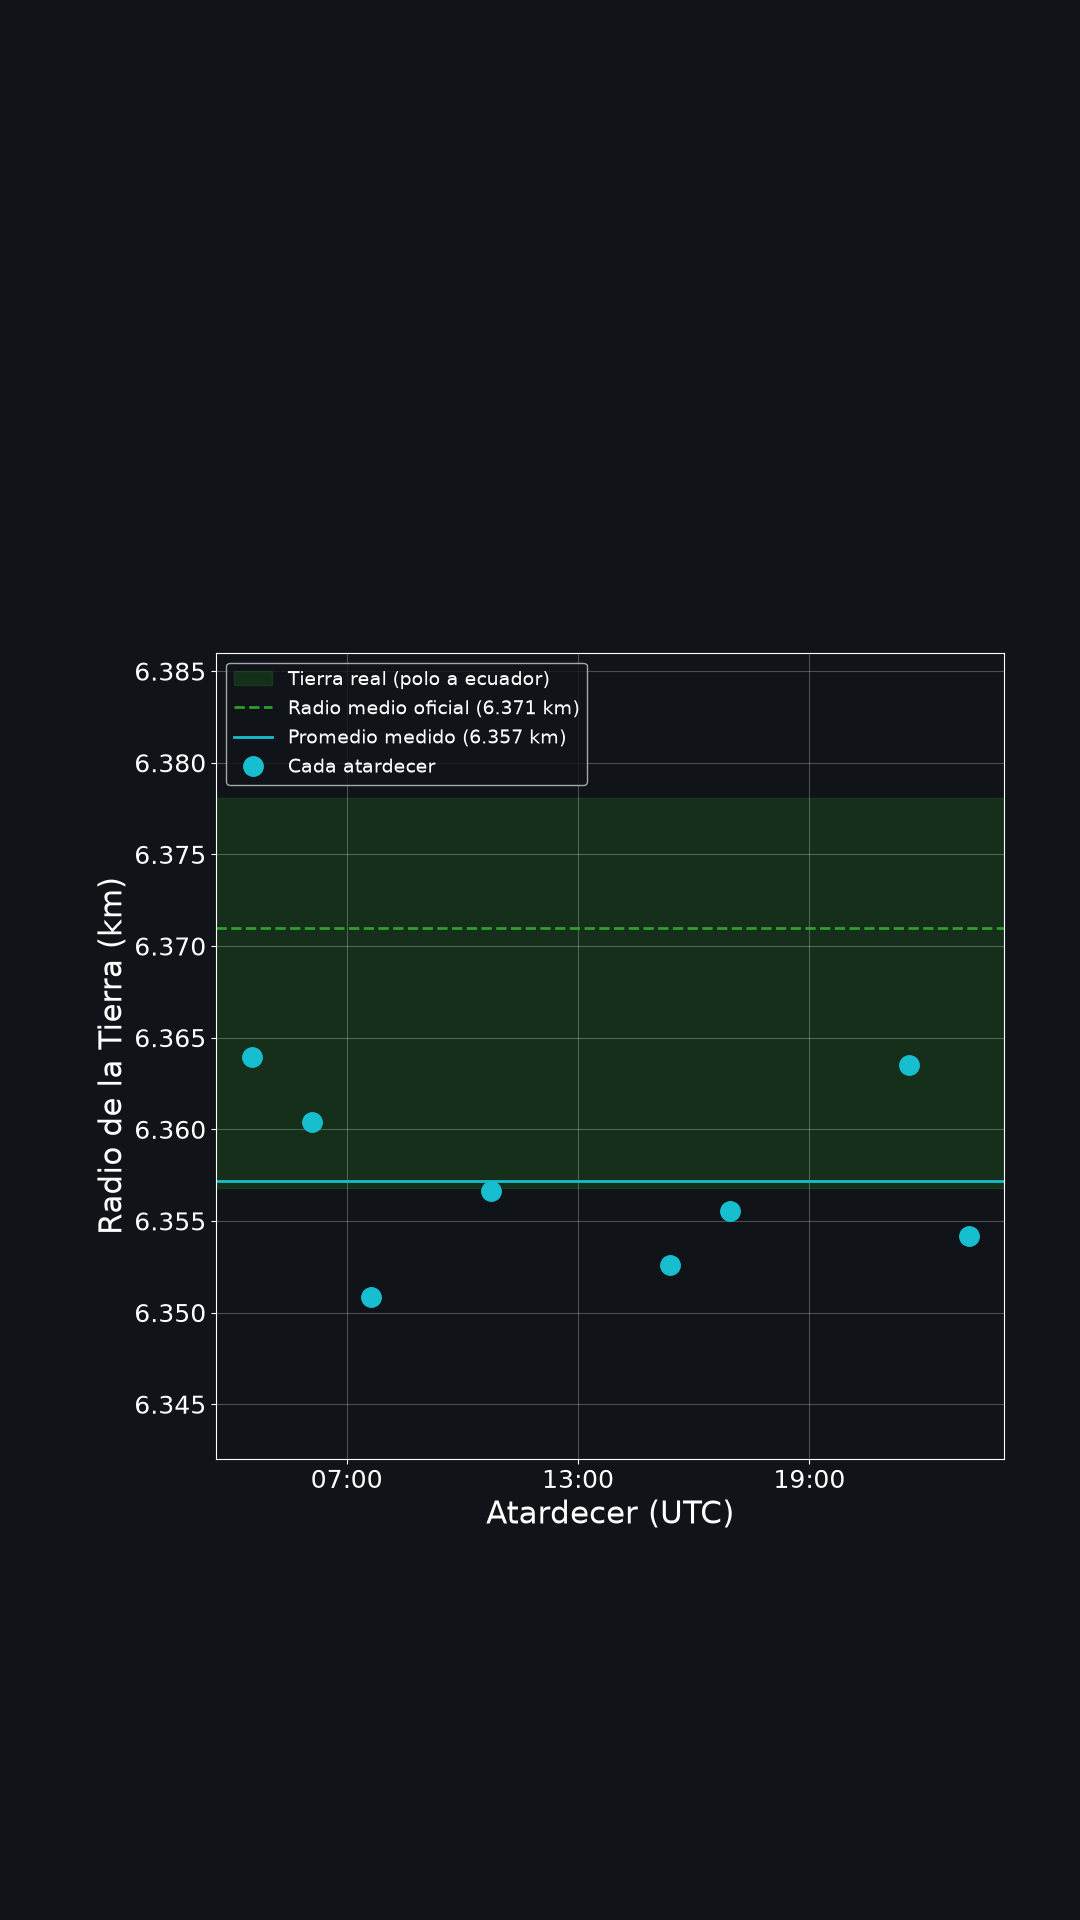 6.385
6.380
6.375
6.370
6.365
6.360
6.355
6.350
6.345
Radio de la Tierra (km)
Tierra real (polo a ecuador)
Radio medio oficial (6.371 km)
Promedio medido (6.357 km)
Cada atardecer
07:00 13:00 19:00
Atardecer (UTC)